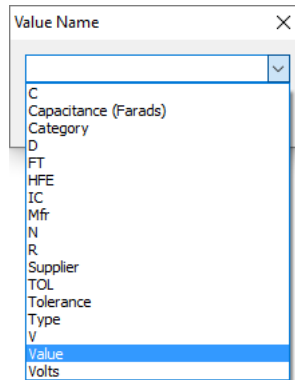 Value Name
C
Capacitance (Farads)
Category
D
FT
HFE
IC
Mfr
N
R
Supplier
TOL
Tolerance
Type
V
Value
Volts